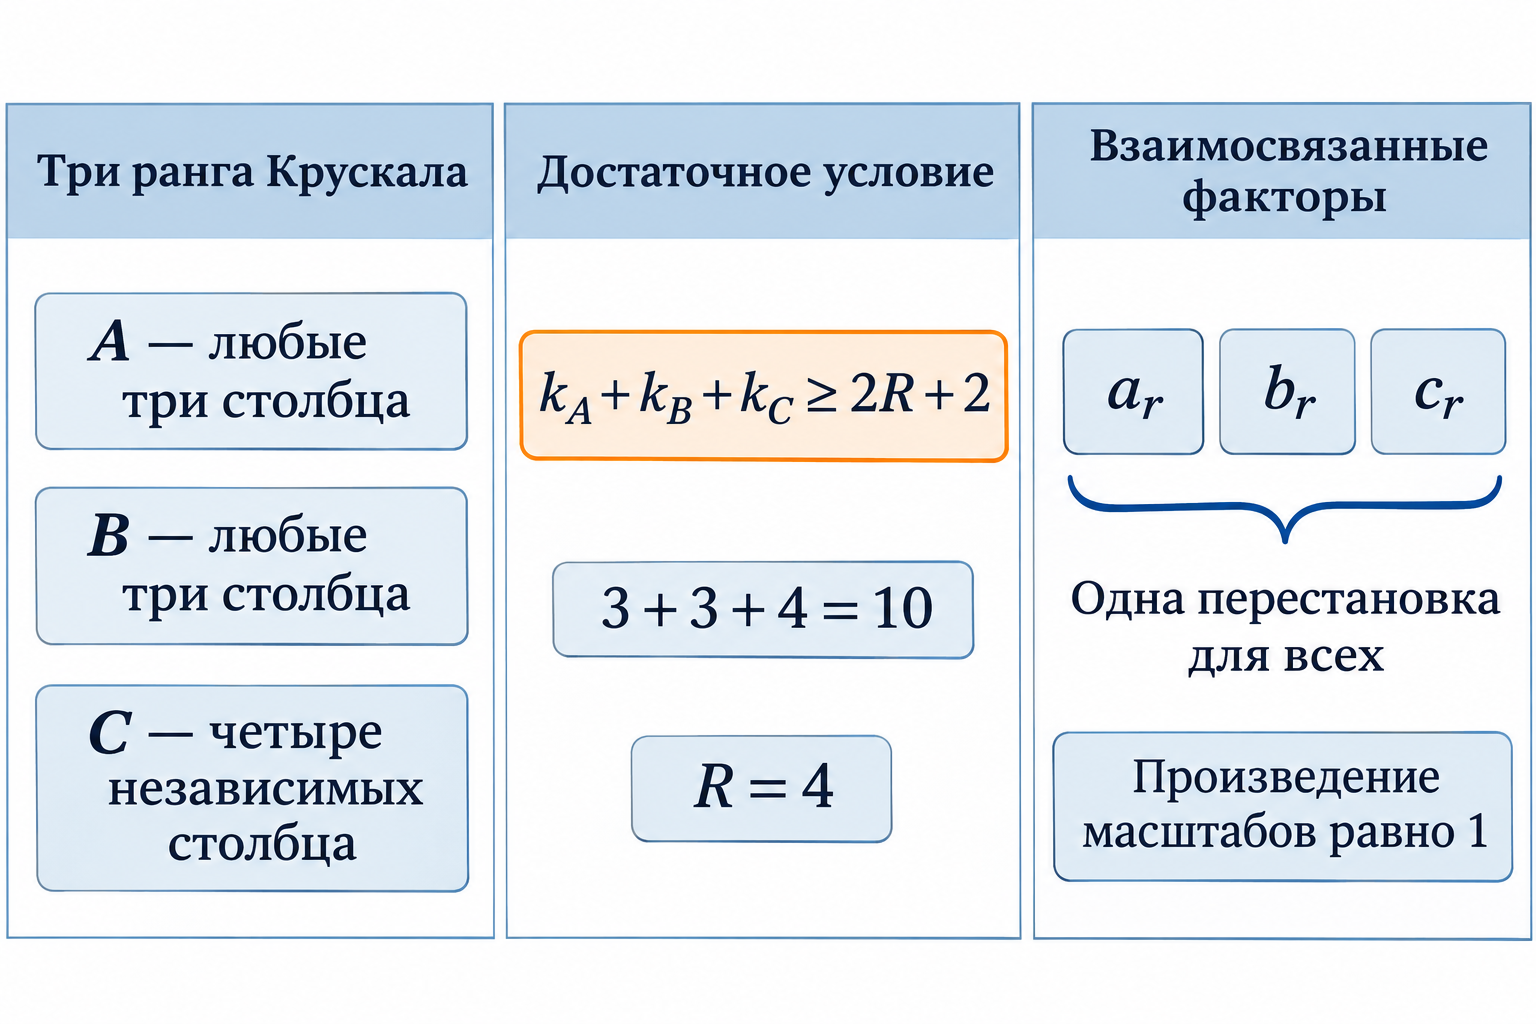 Три ранга Крускала
A — любые
три столбца
B — любые
три столбца
C — четыре
независимых
столбца
Достаточное условие
k_A + k_B + k_C ≥ 2R + 2
3 + 3 + 4 = 10
R = 4
Взаимосвязанные
факторы
a_r b_r c_r
Одна перестановка
для всех
Произведение
масштабов равно 1